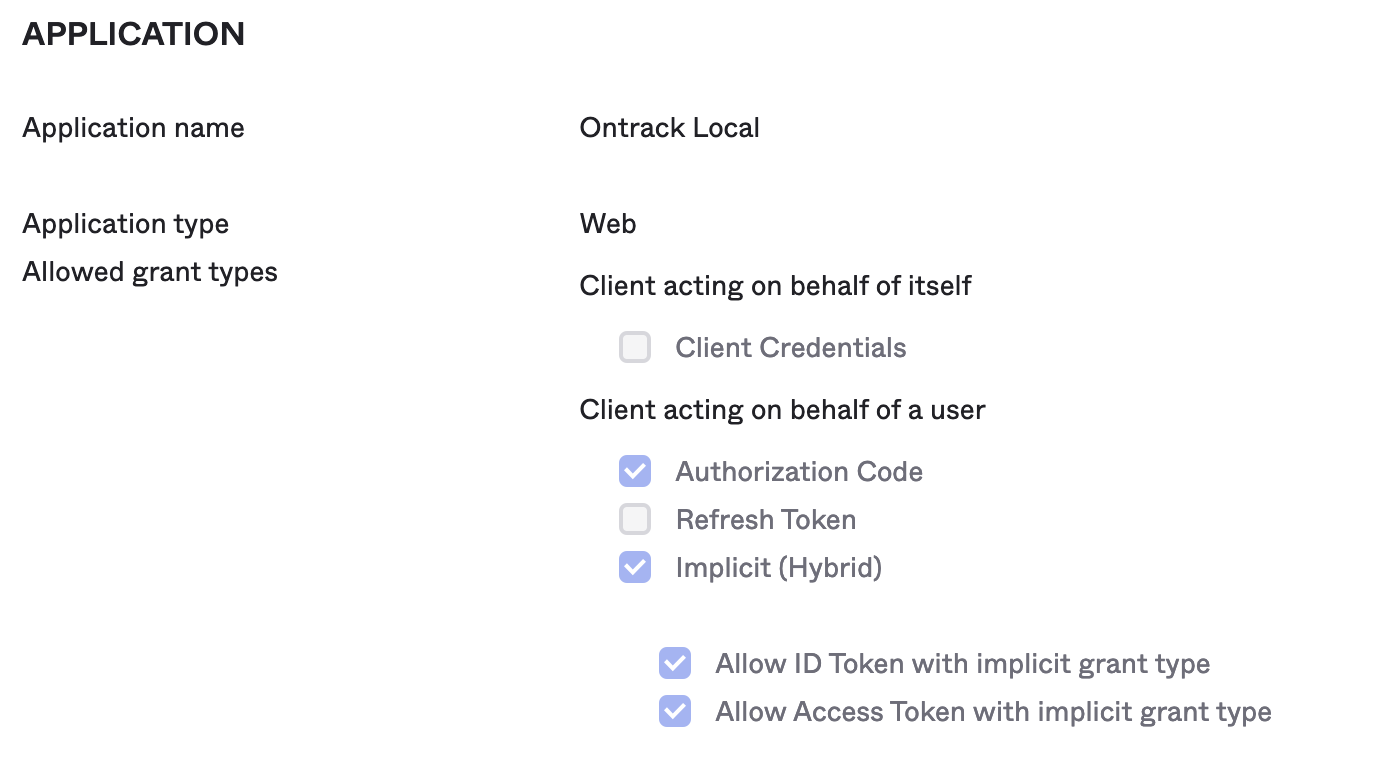 APPLICATION
Application name
Ontrack Local
Application type
Web
Allowed grant types
Client acting on behalf of itself
Client Credentials
Client acting on behalf of a user
Authorization Code
Refresh Token
Implicit (Hybrid)
Allow ID Token with implicit grant type
Allow Access Token with implicit grant type